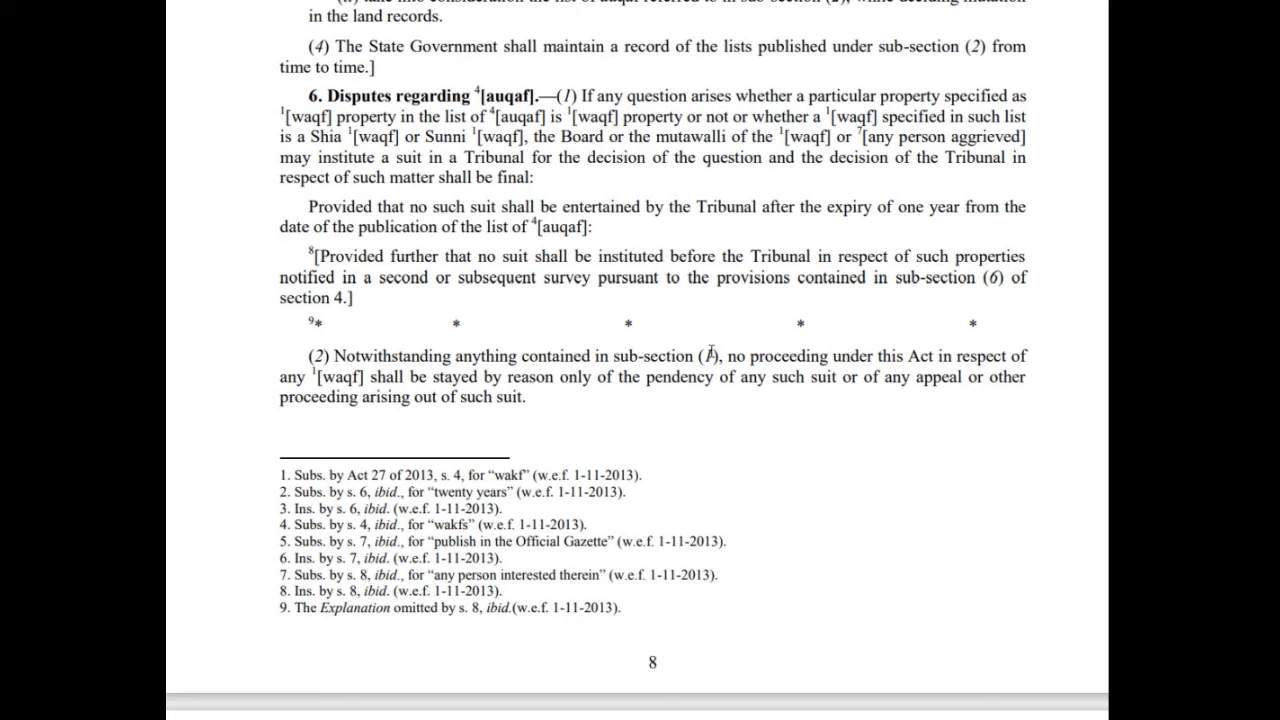 in the land records.
(4) The State Government shall maintain a record of the lists published under sub-section (2) from
time to time.]
6. Disputes regarding 4[auqaf].—(1) If any question arises whether a particular property specified as
1[waqf] property in the list of 4[auqaf] is 1[waqf] property or not or whether a 1[waqf] specified in such list
is a Shia 1[waqf] or Sunni 1[waqf], the Board or the mutawalli of the 1[waqf] or 7[any person aggrieved]
may institute a suit in a Tribunal for the decision of the question and the decision of the Tribunal in
respect of such matter shall be final:
Provided that no such suit shall be entertained by the Tribunal after the expiry of one year from the
date of the publication of the list of 4[auqaf]:
8[Provided further that no suit shall be instituted before the Tribunal in respect of such properties
notified in a second or subsequent survey pursuant to the provisions contained in sub-section (6) of
section 4.]
9* * * * *
(2) Notwithstanding anything contained in sub-section (1), no proceeding under this Act in respect of
any 1[waqf] shall be stayed by reason only of the pendency of any such suit or of any appeal or other
proceeding arising out of such suit.
1. Subs. by Act 27 of 2013, s. 4, for “wakf” (w.e.f. 1-11-2013).
2. Subs. by s. 6, ibid., for “twenty years” (w.e.f. 1-11-2013).
3. Ins. by s. 6, ibid. (w.e.f. 1-11-2013).
4. Subs. by s. 4, ibid., for “wakfs” (w.e.f. 1-11-2013).
5. Subs. by s. 7, ibid., for “publish in the Official Gazette” (w.e.f. 1-11-2013).
6. Ins. by s. 7, ibid. (w.e.f. 1-11-2013).
7. Subs. by s. 8, ibid., for “any person interested therein” (w.e.f. 1-11-2013).
8. Ins. by s. 8, ibid. (w.e.f. 1-11-2013).
9. The Explanation omitted by s. 8, ibid.(w.e.f. 1-11-2013).
8